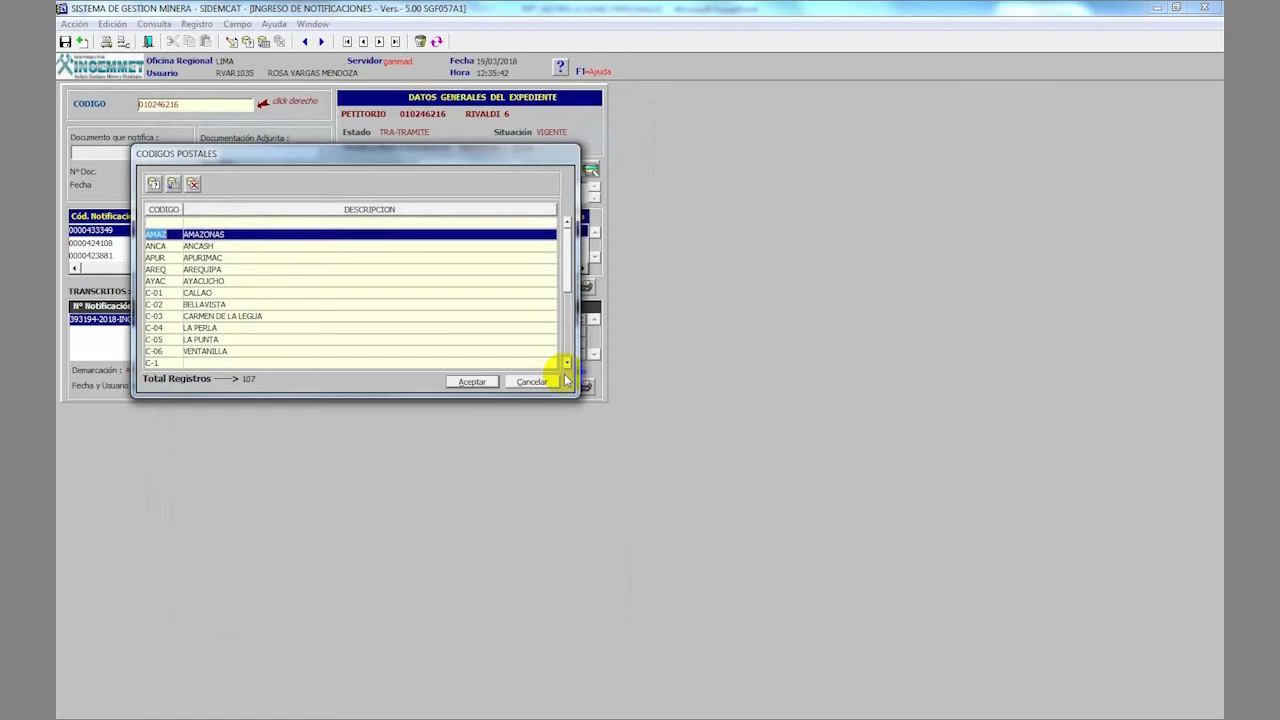 SISTEMA DE GESTION MINERA - SIDEMCAT - [INGRESO DE NOTIFICACIONES - Vers.- 5.00 SGF057A1]
Acción Edición Consulta Registro Campo Ayuda Window
INGEMMET
Oficina Regional LIMA Servidor gammad Fecha 19/03/2018
Usuario RVAR1035 ROSA VARGAS MENDOZA Hora 12:35:42 ? F1=Ayuda
CODIGO 010246216 click derecho
DATOS GENERALES DEL EXPEDIENTE
PETITORIO 010246216 RIVALDI 6
Estado TRA-TRAMITE Situación VIGENTE
Documento que notifica : Documentación Adjunta :
Nº Doc.
Fecha
Cód. Notificació
0000433349
0000424108
0000423881
TRANSCRITOS :
Nº Notificación
393194-2018-IN
Demarcación : A
Fecha y Usuario
CODIGOS POSTALES
CODIGO DESCRIPCION
AMAZ AMAZONAS
ANCA ANCASH
APUR APURIMAC
AREQ AREQUIPA
AYAC AYACUCHO
C-01 CALLAO
C-02 BELLAVISTA
C-03 CARMEN DE LA LEGUA
C-04 LA PERLA
C-05 LA PUNTA
C-06 VENTANILLA
C-1
Total Registros ----> 107
Aceptar Cancelar